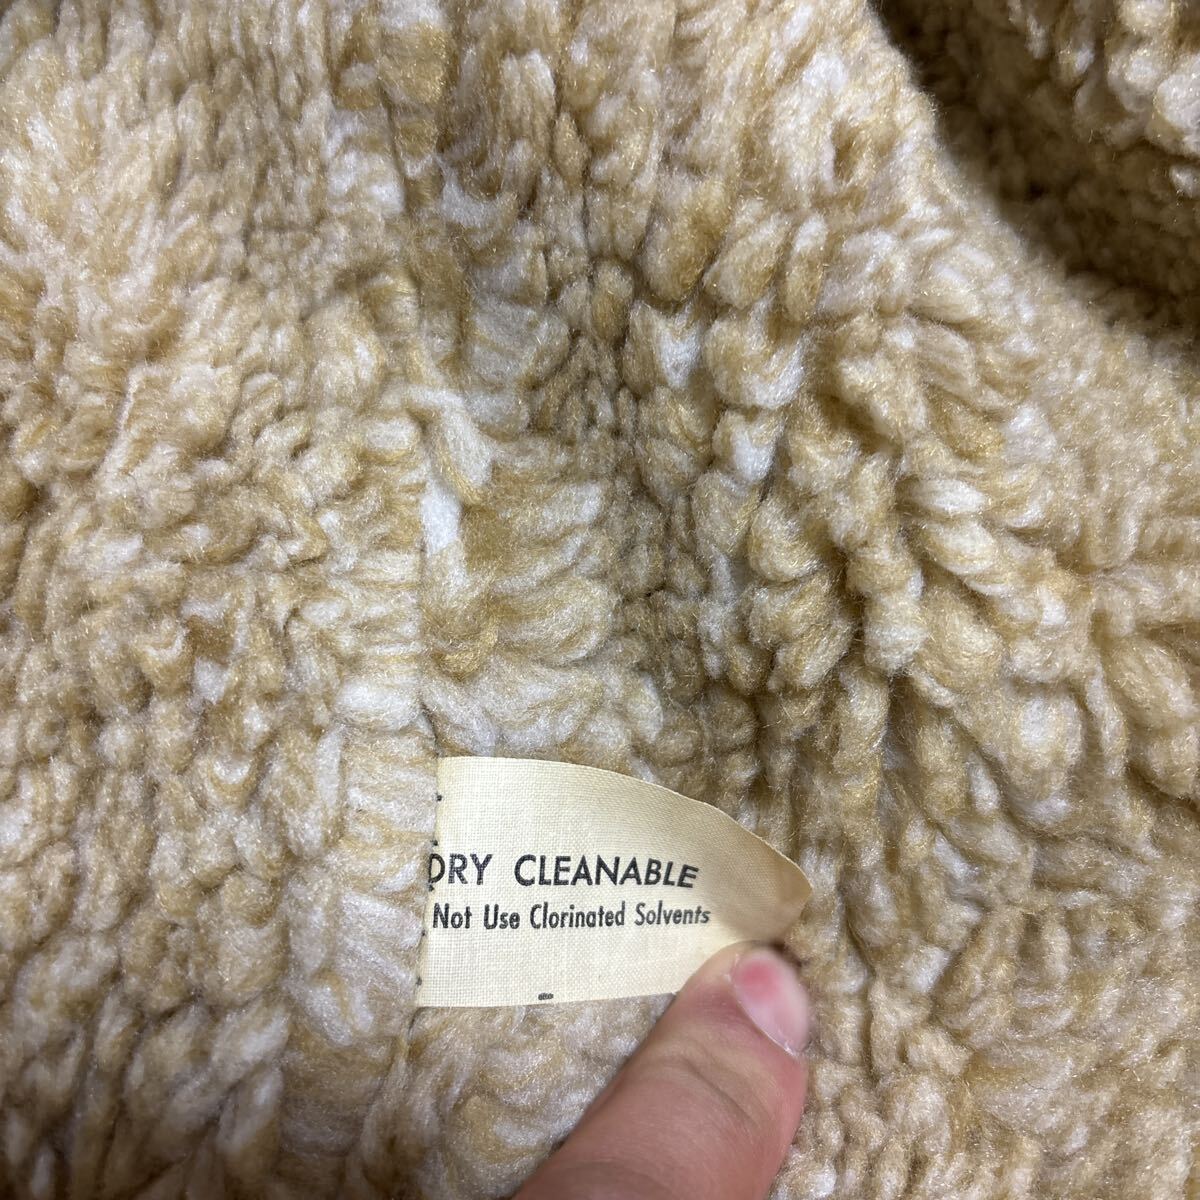 DRY CLEANABLE
Not Use Clorinated Solvents